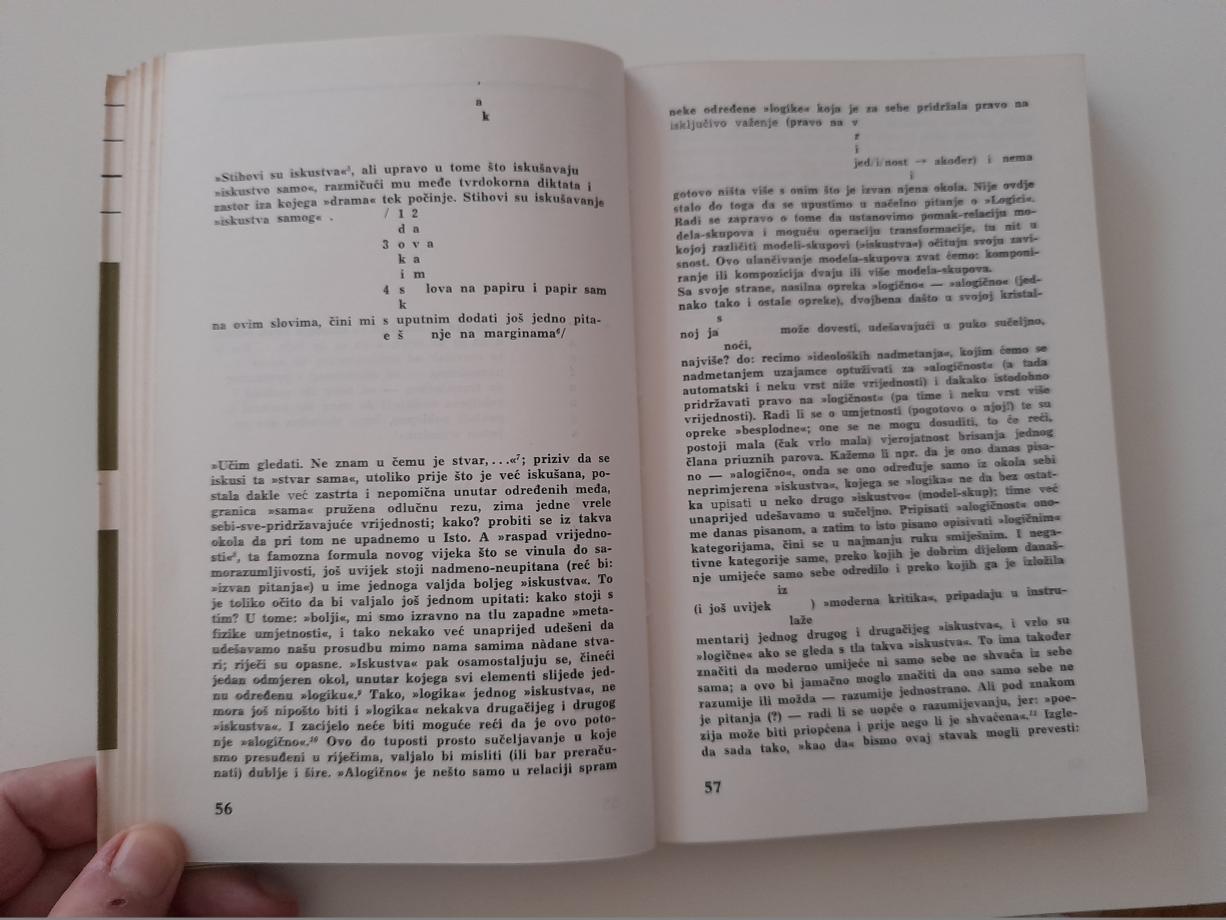 a
k
»Stihovi su iskustva«⁵, ali upravo u tome što iskušavaju
»iskustvo samo«, razmičući mu međe tvrdokorna diktata i
zastor iza kojega »drama« tek počinje. Stihovi su iskušavanje
»iskustva samog« .
/ 1 2
d a
3 o v a
k a
i m
4 s lova na papiru i papir sam
k
na ovim slovima, čini mi s uputnim dodati još jedno pita-
e š nje na marginama⁶/
»Učim gledati. Ne znam u čemu je stvar, . . .«⁷; priziv da se
iskusi ta »stvar sama«, utoliko prije što je već iskušana, po-
stala dakle već zastrta i nepomična unutar određenih međa,
granica »sama« pružena odlučnu rezu, zima jedne vrele
sebi-sve-pridržavajuće vrijednosti; kako? probiti se iz takva
okola da pri tom ne upadnemo u Isto. A »raspad vrijedno-
sti«⁸, ta famozna formula novog vijeka što se vinula do sa-
morazumljivosti, još uvijek stoji nadmeno-neupitana (reć bi:
»izvan pitanja«) u ime jednoga valjda boljeg »iskustva«. To
je toliko očito da bi valjalo još jednom upitati: kako stoji s
tim? U tome: »bolji«, mi smo izravno na tlu zapadne »meta-
fizike umjetnosti«, i tako nekako već unaprijed udešeni da
udešavamo našu prosudbu mimo nama samima nàdane stva-
ri; riječi su opasne. »Iskustva« pak osamostaljuju se, čineći
jedan odmjeren okol, unutar kojega svi elementi slijede jed-
nu određenu »logiku«.⁹ Tako, »logika« jednog »iskustva«, ne
mora još nipošto biti i »logika« nekakva drugačijeg i drugog
»iskustva«. I zacijelo neće biti moguće reći da je ovo poto-
nje »alogično«.¹⁰ Ovo do tuposti prosto sučeljavanje u koje
smo presuđeni u riječima, valjalo bi misliti (ili bar preraču-
nati) dublje i šire. »Alogično« je nešto samo u relaciji spram
56
neke određene »logike« koja je za sebe pridržala pravo na
isključivo važenje (pravo na v
r
i
jed/i/nost → akođer) i nema
i
gotovo ništa više s onim što je izvan njena okola. Nije ovdje
stalo do toga da se upustimo u načelno pitanje o »Logici«.
Radi se zapravo o tome da ustanovimo pomak-relaciju mo-
dela-skupova i moguću operaciju transformacije, tu nit u
kojoj različiti modeli-skupovi (»iskustva«) očituju svoju zavi-
snost. Ovo ulančivanje modela-skupova zvat ćemo: komponi-
ranje ili kompozicija dvaju ili više modela-skupova.
Sa svoje strane, nasilna opreka »logično« — »alogično« (jed-
nako tako i ostale opreke), dvojbena dašto u svojoj kristal-
s
noj ja može dovesti, udešavajući u puko sučeljno,
noći,
najviše? do: recimo »ideoloških nadmetanja«, kojim ćemo se
nadmetanjem uzajamce optuživati za »alogičnost« (a tada
automatski i neku vrst niže vrijednosti) i dakako istodobno
pridržavati pravo na »logičnost« (pa time i neku vrst više
vrijednosti). Radi li se o umjetnosti (pogotovo o njoj!) te su
opreke »besplodne«; one se ne mogu dosuditi, to će reći,
postoji mala (čak vrlo mala) vjerojatnost brisanja jednog
člana priuznih parova. Kažemo li npr. da je ono danas pisa-
no — »alogično«, onda se ono određuje samo iz okola sebi
neprimjerena »iskustva«, kojega se »logika« ne da bez ostat-
ka upisati u neko drugo »iskustvo« (model-skup); time već
unaprijed udešavamo u sučeljno. Pripisati »alogičnost« ono-
me danas pisanom, a zatim to isto pisano opisivati »logičnim«
kategorijama, čini se u najmanju ruku smiješnim. I nega-
tivne kategorije same, preko kojih je dobrim dijelom današ-
nje umijeće samo sebe odredilo i preko kojih ga je izložila
iz
(i još uvijek ) »moderna kritika«, pripadaju u instru-
laže
mentarij jednog drugog i drugačijeg »iskustva«, i vrlo su
»logične« ako se gleda s tla takva »iskustva«. To ima također
značiti da moderno umijeće ni samo sebe ne shvaća iz sebe
sama; a ovo bi jamačno moglo značiti da ono samo sebe ne
razumije ili možda — razumije jednostrano. Ali pod znakom
je pitanja (?) — radi li se uopće o razumijevanju, jer: »poe-
zija može biti priopćena i prije nego li je shvaćena«.¹¹ Izgle-
da sada tako, »kao da« bismo ovaj stavak mogli prevesti:
57